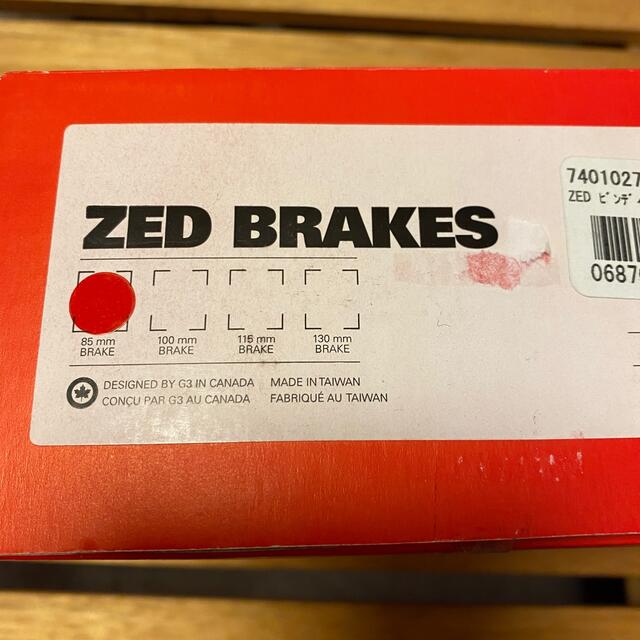 ZED BRAKES
85 mm BRAKE
100 mm BRAKE
115 mm BRAKE
130 mm BRAKE
DESIGNED BY G3 IN CANADA MADE IN TAIWAN
CONÇU PAR G3 AU CANADA FABRIQUÉ AU TAIWAN
7401027
ZED ﾋﾞﾝﾃﾞ
0687